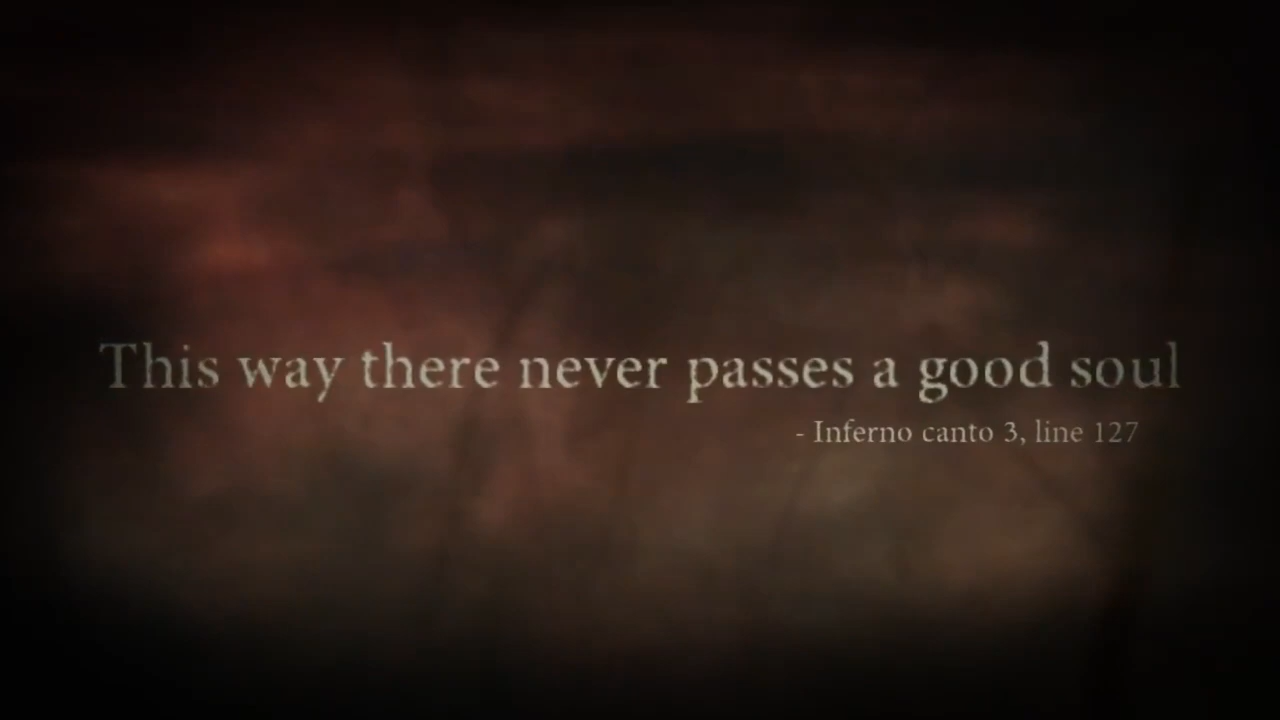 This way there never passes a good soul
- Inferno canto 3, line 127